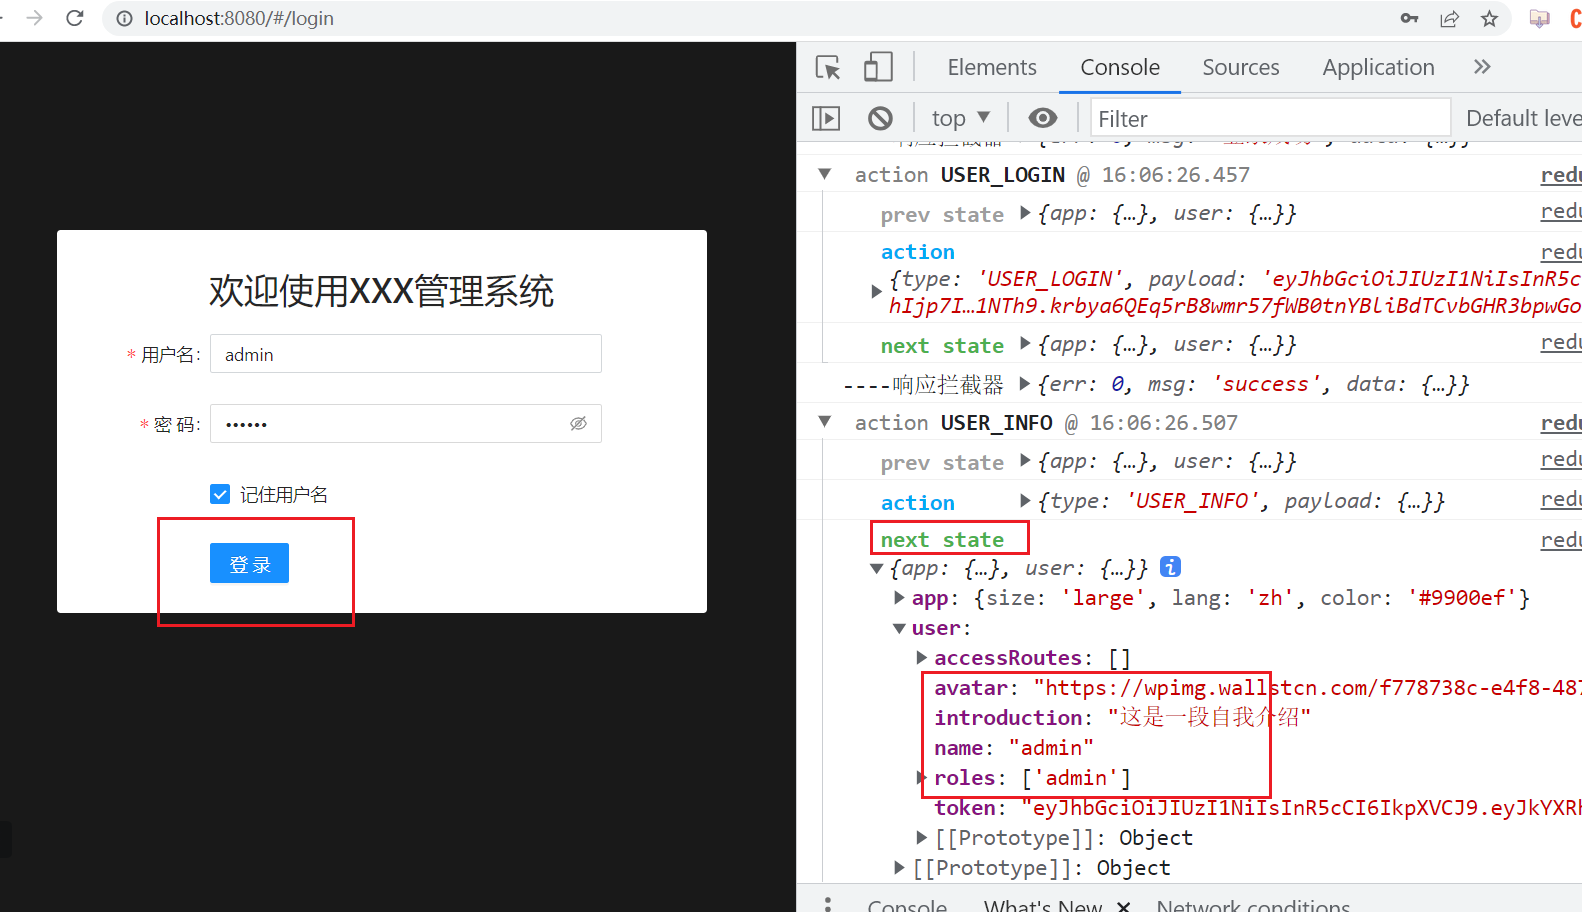 localhost:8080/#/login
欢迎使用XXX管理系统
* 用户名: admin
* 密 码: ••••••
记住用户名
登 录
Elements Console Sources Application »
top ▼ Filter Default leve
▼ action USER_LOGIN @ 16:06:26.457 redu
prev state ▶ {app: {…}, user: {…}} redu
action redu
▶ {type: 'USER_LOGIN', payload: 'eyJhbGciOiJIUzI1NiIsInR5c
hIjp7I…1NTh9.krbya6QEq5rB8wmr57fWB0tnYBliBdTCvbGHR3bpwGo
next state ▶ {app: {…}, user: {…}} redu
----响应拦截器 ▶ {err: 0, msg: 'success', data: {…}}
▼ action USER_INFO @ 16:06:26.507 redu
prev state ▶ {app: {…}, user: {…}} redu
action ▶ {type: 'USER_INFO', payload: {…}} redu
next state redu
▼ {app: {…}, user: {…}} i
▶ app: {size: 'large', lang: 'zh', color: '#9900ef'}
▼ user:
▶ accessRoutes: []
avatar: "https://wpimg.wallstcn.com/f778738c-e4f8-487
introduction: "这是一段自我介绍"
name: "admin"
▶ roles: ['admin']
token: "eyJhbGciOiJIUzI1NiIsInR5cCI6IkpXVCJ9.eyJkYXRh
▶ [[Prototype]]: Object
▶ [[Prototype]]: Object
Console What's New × Network conditions